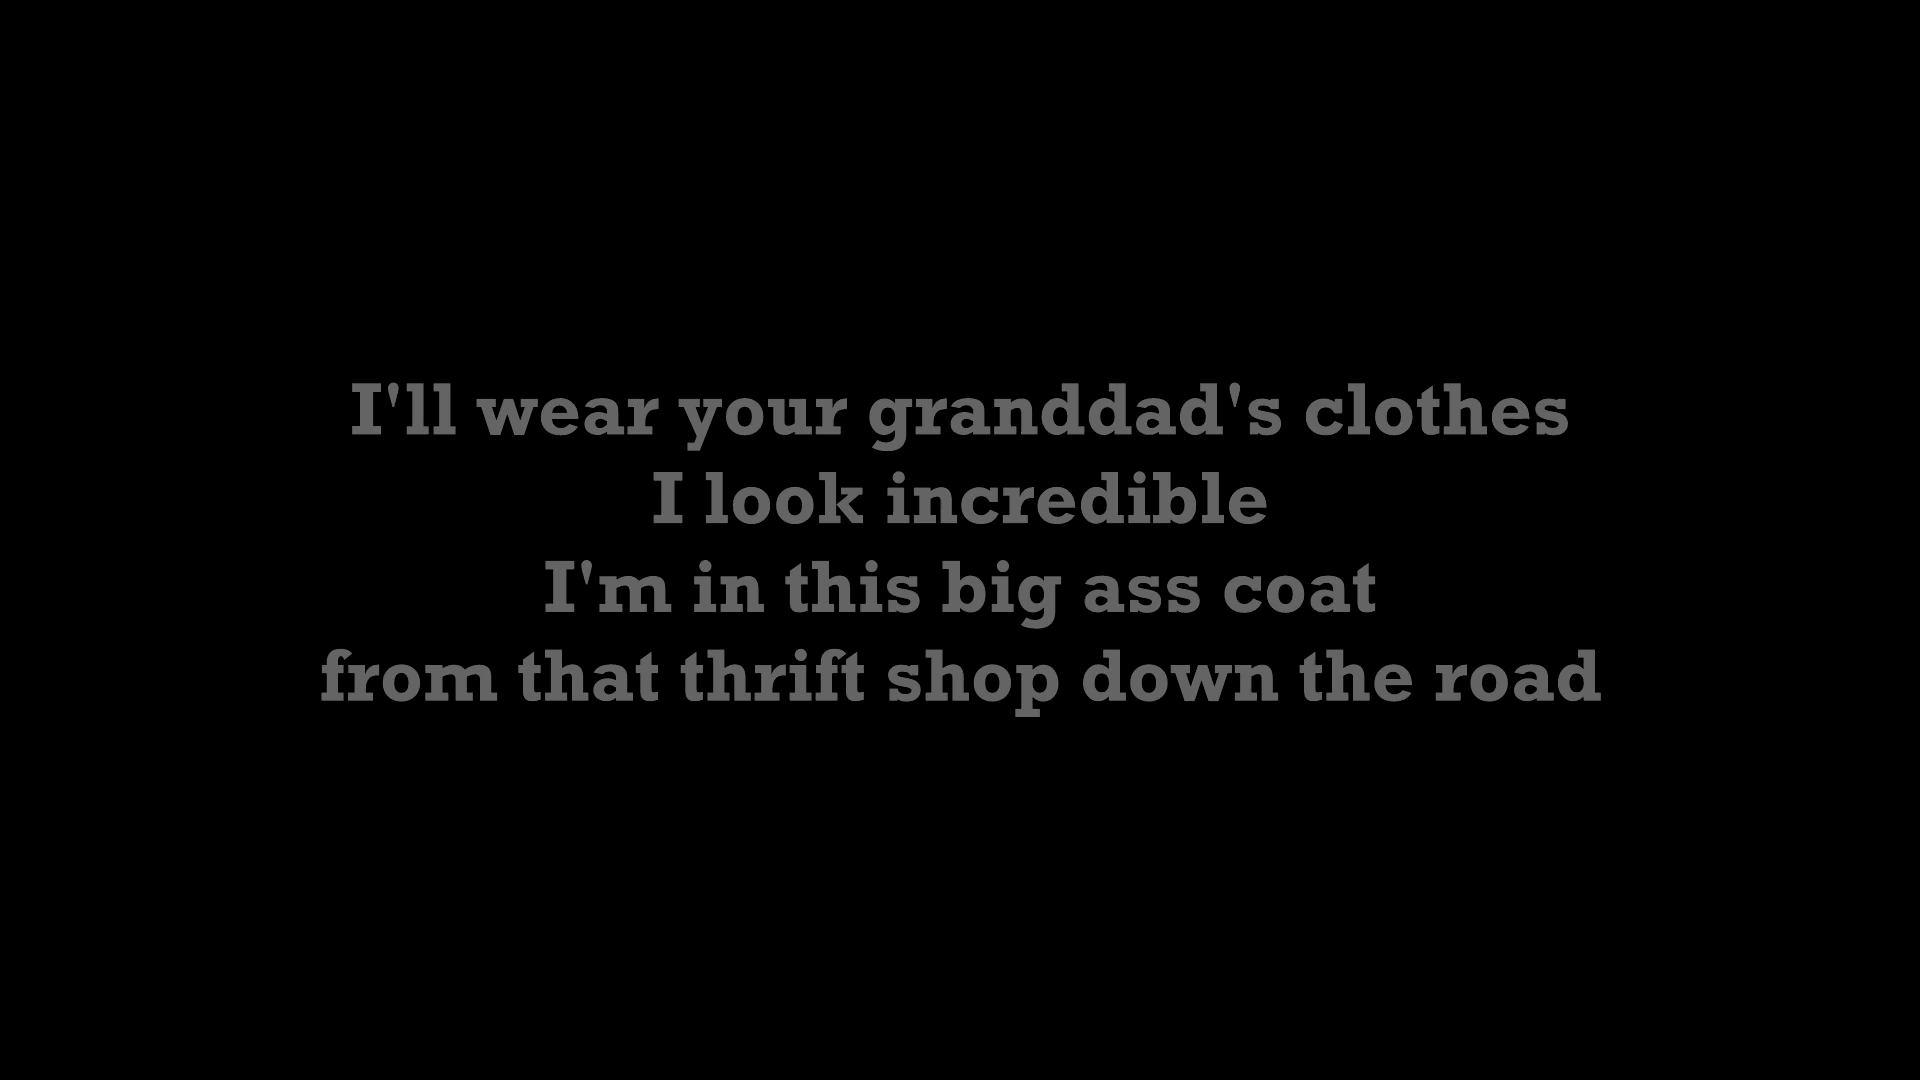 I'll wear your granddad's clothes
I look incredible
I'm in this big ass coat
from that thrift shop down the road